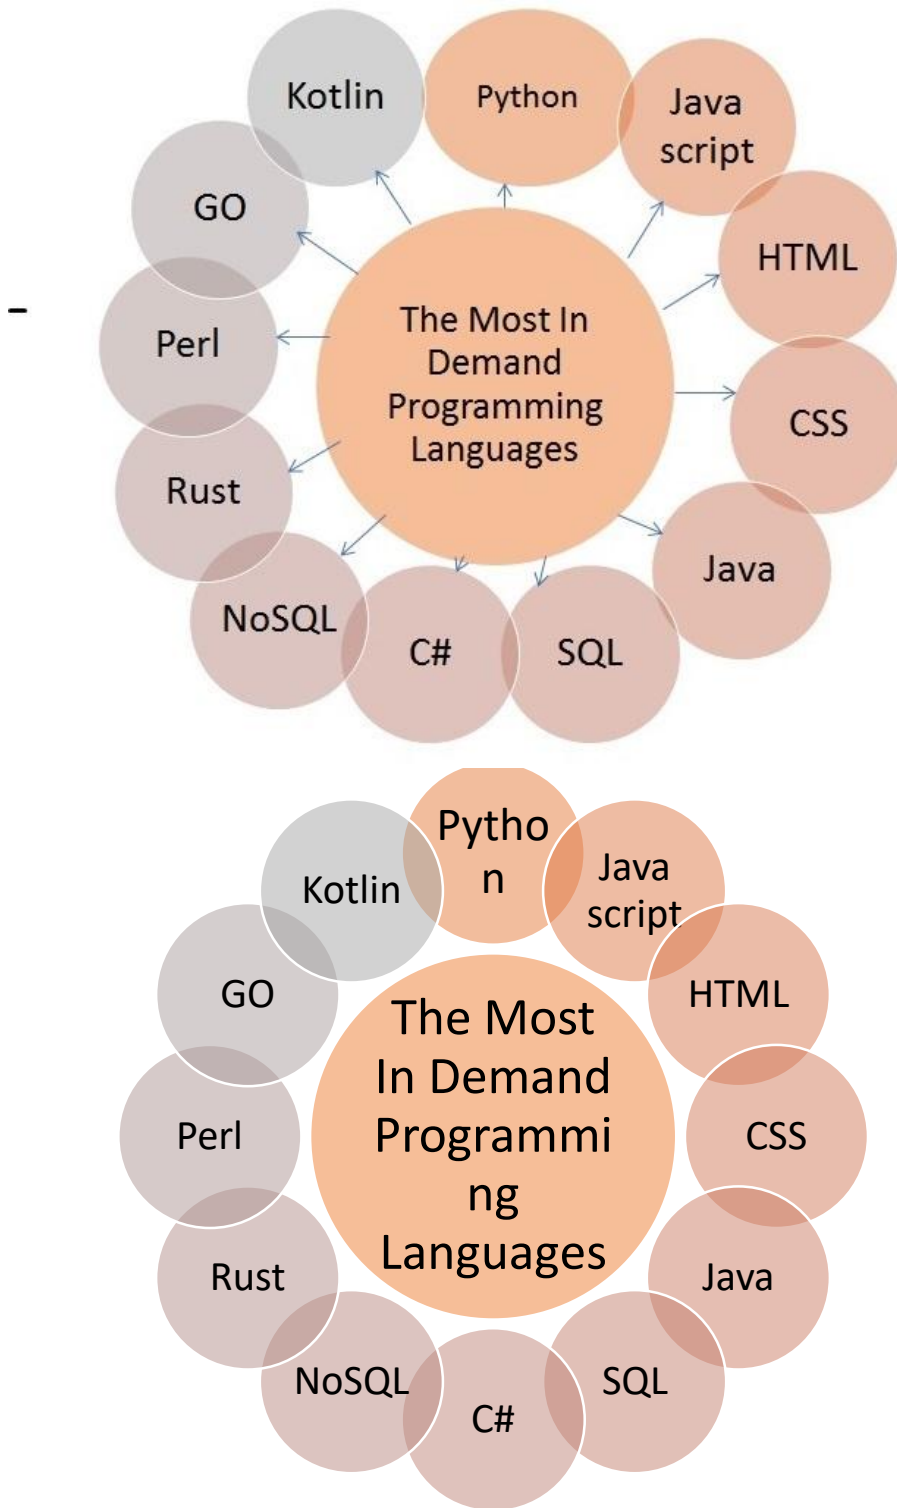 Kotlin
Python
Java
script
GO
HTML
-
The Most In
Demand
Programming
Languages
Perl
CSS
Rust
Java
NoSQL
C#
SQL
Pytho
n
Kotlin
Java
script
GO
HTML
The Most
In Demand
Programmi
ng
Languages
Perl
CSS
Rust
Java
NoSQL
SQL
C#